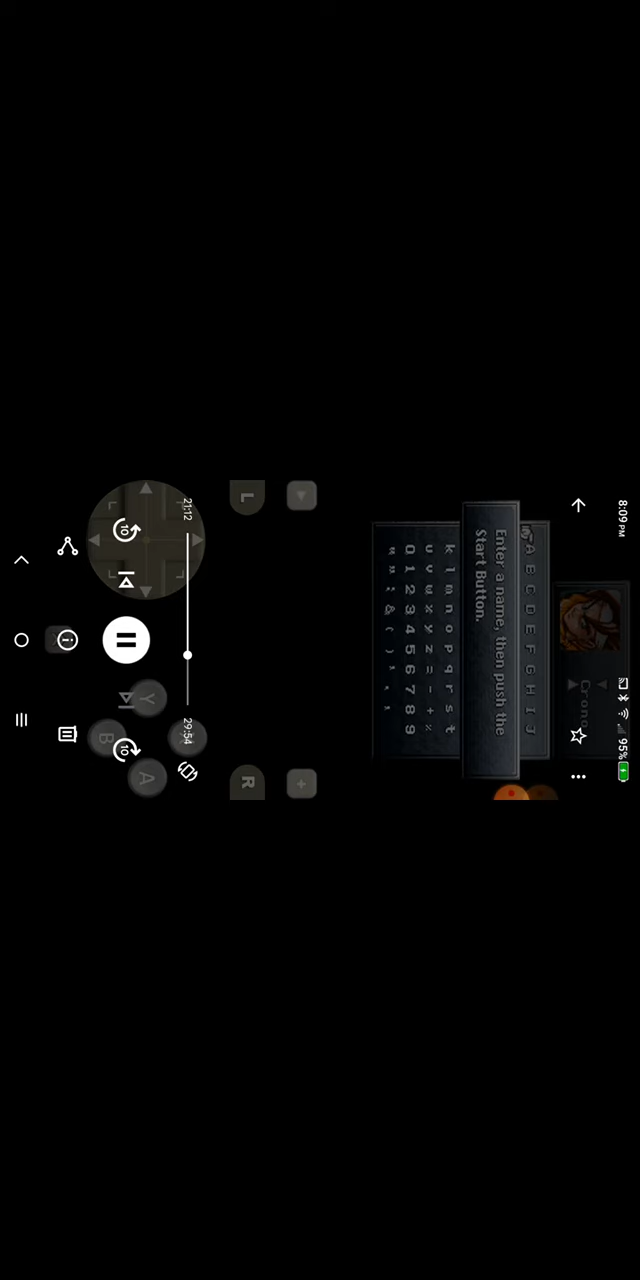 8:09 PM
95%
Crono
A B C D E F G H I J
Enter a name, then push the
Start Button.
k l m n o p q r s t
u v w x y z = - + %
0 1 2 3 4 5 6 7 8 9
L
R
+
21:12
29:54
10
10
Y
B
A